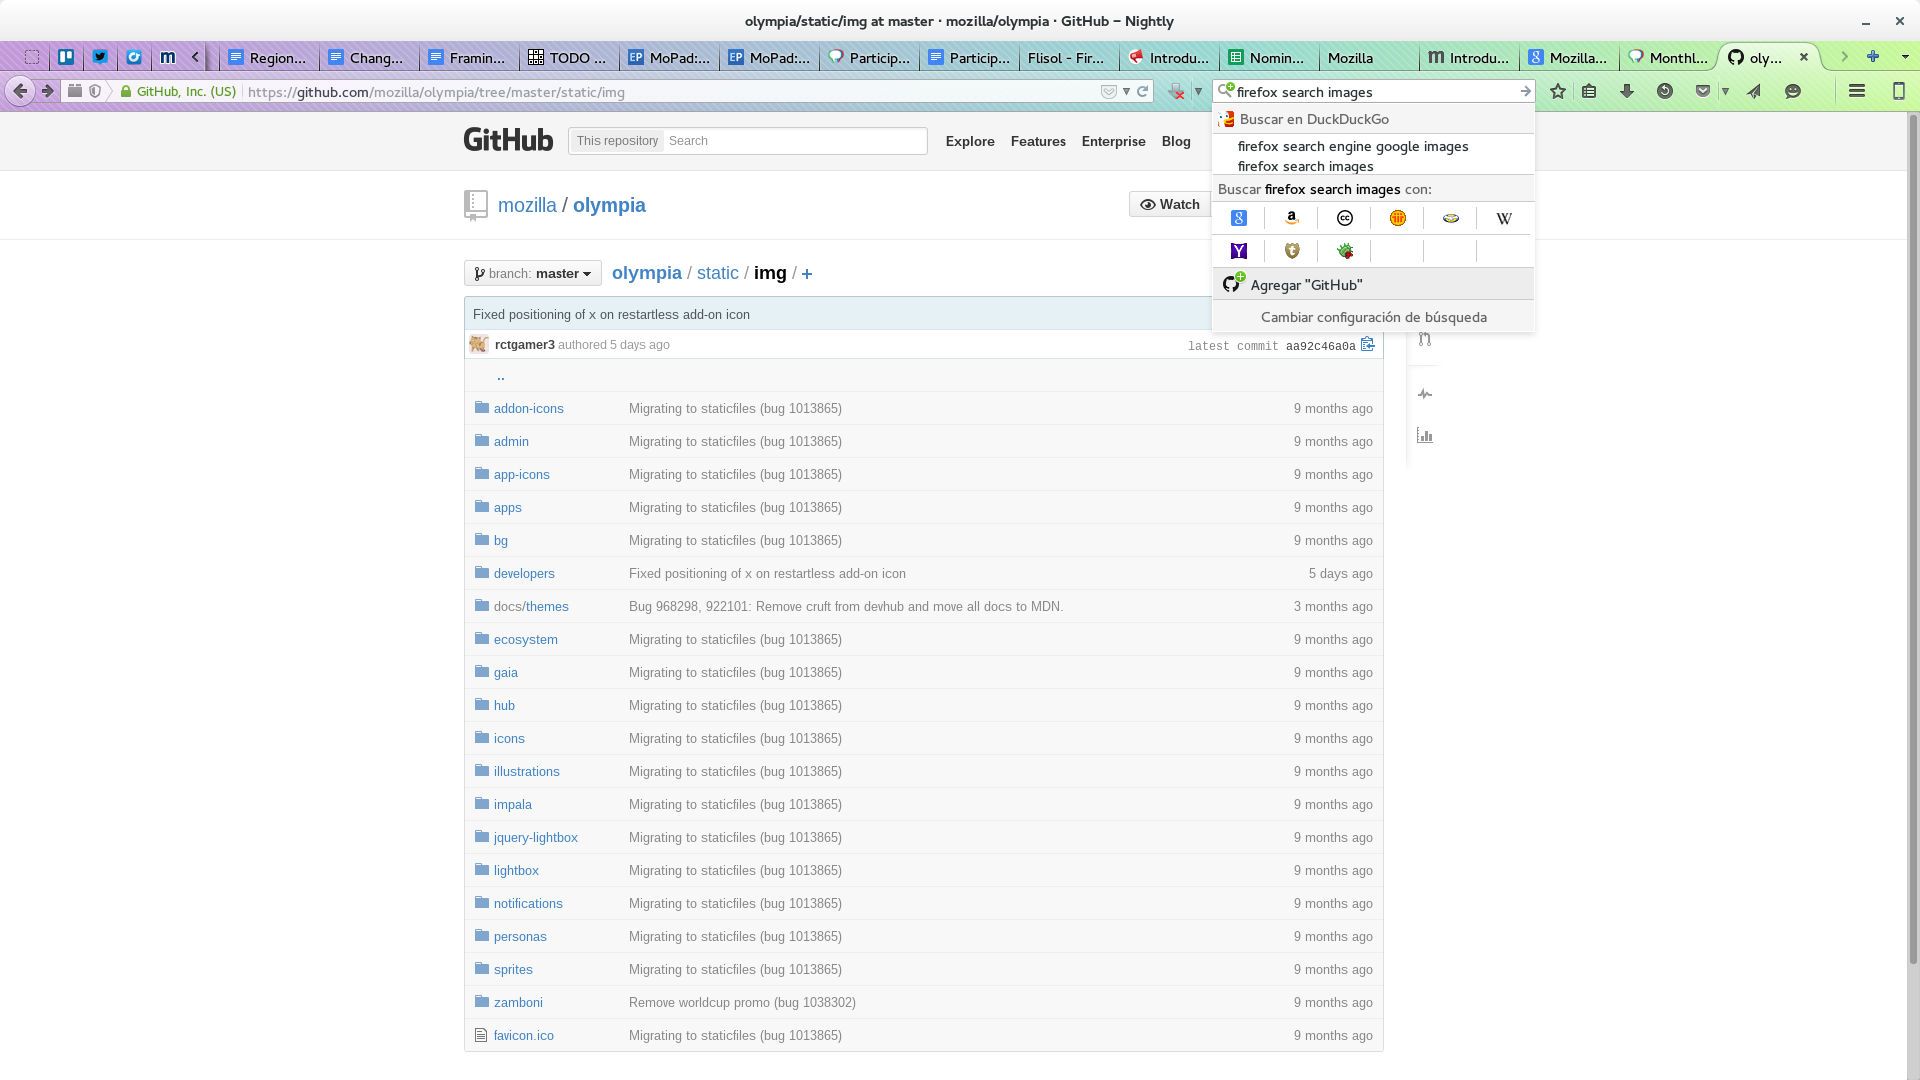 olympia/static/img at master · mozilla/olympia · GitHub – Nightly
Region...
Chang...
Framin...
TODO ...
MoPad:...
MoPad:...
Particip...
Particip...
Flisol - Fir...
Introdu...
Nomin...
Mozilla
Introdu...
Mozilla...
Monthl...
oly...
GitHub, Inc. (US)
https://github.com/mozilla/olympia/tree/master/static/img
firefox search images
Buscar en DuckDuckGo
firefox search engine google images
firefox search images
Buscar firefox search images con:
Agregar "GitHub"
Cambiar configuración de búsqueda
GitHub
This repository
Search
Explore
Features
Enterprise
Blog
mozilla / olympia
Watch
branch: master
olympia / static / img / +
Fixed positioning of x on restartless add-on icon
rctgamer3 authored 5 days ago
latest commit aa92c46a0a
..
addon-icons Migrating to staticfiles (bug 1013865) 9 months ago
admin Migrating to staticfiles (bug 1013865) 9 months ago
app-icons Migrating to staticfiles (bug 1013865) 9 months ago
apps Migrating to staticfiles (bug 1013865) 9 months ago
bg Migrating to staticfiles (bug 1013865) 9 months ago
developers Fixed positioning of x on restartless add-on icon 5 days ago
docs/themes Bug 968298, 922101: Remove cruft from devhub and move all docs to MDN. 3 months ago
ecosystem Migrating to staticfiles (bug 1013865) 9 months ago
gaia Migrating to staticfiles (bug 1013865) 9 months ago
hub Migrating to staticfiles (bug 1013865) 9 months ago
icons Migrating to staticfiles (bug 1013865) 9 months ago
illustrations Migrating to staticfiles (bug 1013865) 9 months ago
impala Migrating to staticfiles (bug 1013865) 9 months ago
jquery-lightbox Migrating to staticfiles (bug 1013865) 9 months ago
lightbox Migrating to staticfiles (bug 1013865) 9 months ago
notifications Migrating to staticfiles (bug 1013865) 9 months ago
personas Migrating to staticfiles (bug 1013865) 9 months ago
sprites Migrating to staticfiles (bug 1013865) 9 months ago
zamboni Remove worldcup promo (bug 1038302) 9 months ago
favicon.ico Migrating to staticfiles (bug 1013865) 9 months ago